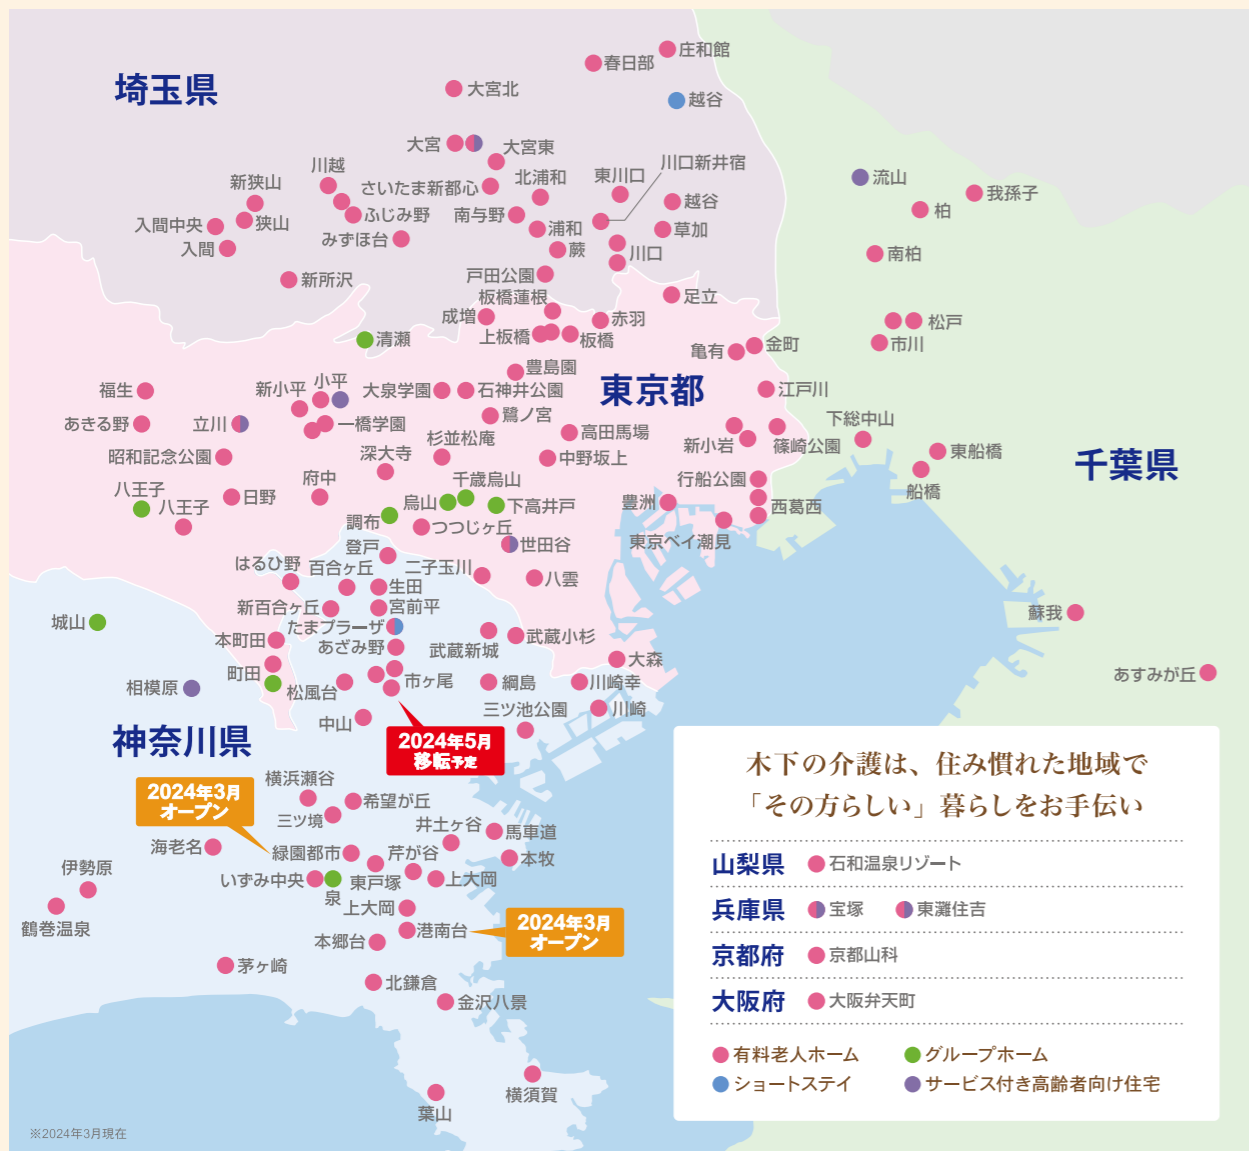 埼玉県
春日部
庄和館
大宮北
越谷
大宮
大宮東
川越
さいたま新都心
北浦和
東川口
川口新井宿
新狭山
入間中央
狭山
ふじみ野
南与野
浦和
越谷
草加
入間
みずほ台
蕨
川口
新所沢
戸田公園
流山
柏
我孫子
南柏
松戸
市川
板橋蓮根
足立
成増
赤羽
上板橋
板橋
清瀬
亀有
金町
豊島園
東京都
福生
新小平
小平
大泉学園
石神井公園
江戸川
あきる野
立川
一橋学園
鷺ノ宮
高田馬場
新小岩
篠崎公園
下総中山
東船橋
千葉県
昭和記念公園
深大寺
杉並松庵
中野坂上
船橋
八王子
八王子
日野
府中
千歳烏山
烏山
下高井戸
行船公園
豊洲
西葛西
調布
つつじヶ丘
東京ベイ潮見
登戸
世田谷
はるひ野
百合ヶ丘
生田
二子玉川
八雲
新百合ヶ丘
宮前平
城山
たまプラーザ
本町田
あざみ野
武蔵新城
武蔵小杉
蘇我
町田
大森
あすみが丘
相模原
松風台
市ヶ尾
綱島
川崎幸
中山
三ツ池公園
川崎
神奈川県
2024年5月
移転予定
横浜瀬谷
2024年3月
オープン
希望が丘
三ツ境
井土ヶ谷
馬車道
海老名
緑園都市
芹が谷
本牧
伊勢原
いずみ中央
泉
東戸塚
上大岡
上大岡
鶴巻温泉
港南台
2024年3月
オープン
本郷台
茅ヶ崎
北鎌倉
金沢八景
横須賀
葉山
木下の介護は、住み慣れた地域で
「その方らしい」暮らしをお手伝い
山梨県 石和温泉リゾート
兵庫県 宝塚 東灘住吉
京都府 京都山科
大阪府 大阪弁天町
有料老人ホーム グループホーム
ショートステイ サービス付き高齢者向け住宅
※2024年3月現在